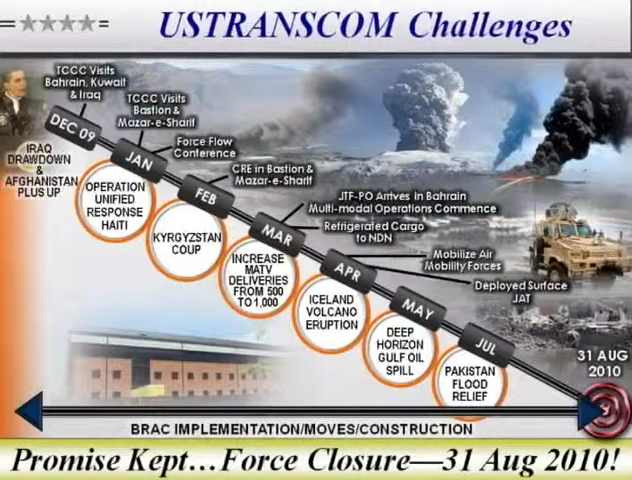 USTRANSCOM Challenges
TCCC Visits
Bahrain, Kuwait
& Iraq
DEC 09
IRAQ
DRAWDOWN
&
AFGHANISTAN
PLUS UP
TCCC Visits
Bastion &
Mazar-e-Sharif
JAN
OPERATION
UNIFIED
RESPONSE
HAITI
Force Flow
Conference
FEB
KYRGYZSTAN
COUP
CRE in Bastion &
Mazar-e-Sharif
MAR
INCREASE
MATV
DELIVERIES
FROM 500
TO 1,000
JTF-PO Arrives in Bahrain
Multi-modal Operations Commence
Refrigerated Cargo
to NDN
APR
ICELAND
VOLCANO
ERUPTION
Mobilize Air
Mobility Forces
MAY
DEEP
HORIZON
GULF OIL
SPILL
Deployed Surface
JAT
JUL
PAKISTAN
FLOOD
RELIEF
31 AUG
2010
BRAC IMPLEMENTATION/MOVES/CONSTRUCTION
Promise Kept…Force Closure—31 Aug 2010!